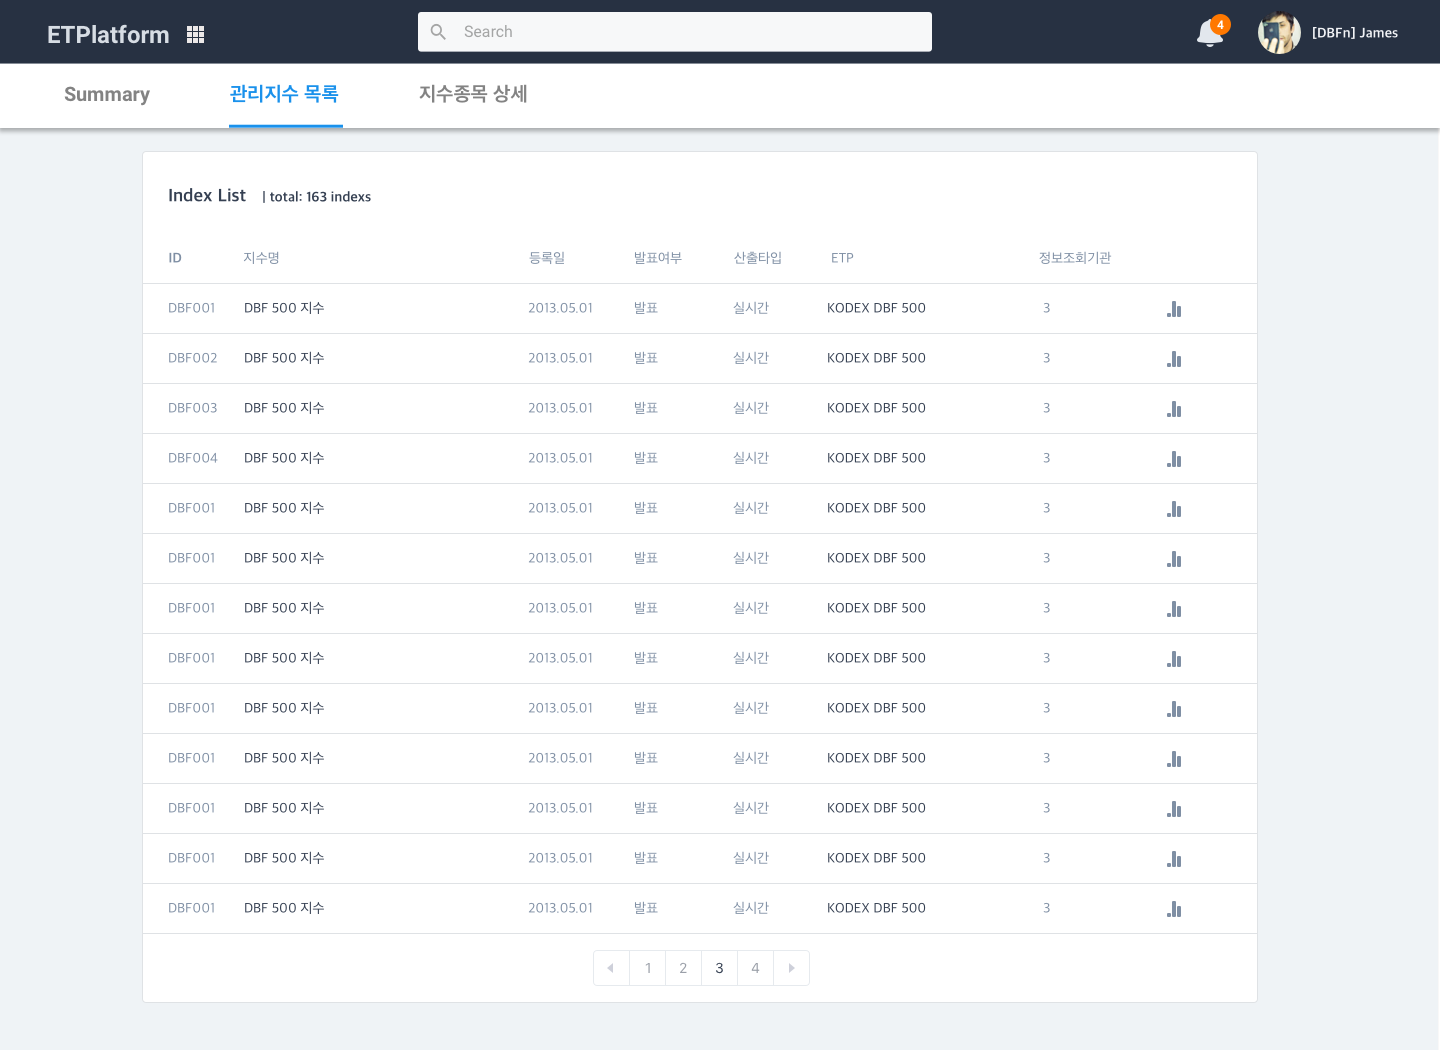 ETPlatform
Search
4
[DBFn] James
Summary
관리지수 목록
지수종목 상세
Index List | total: 163 indexs
ID 지수명 등록일 발표여부 산출타입 ETP 정보조회기관
DBF001 DBF 500 지수 2013.05.01 발표 실시간 KODEX DBF 500 3
DBF002 DBF 500 지수 2013.05.01 발표 실시간 KODEX DBF 500 3
DBF003 DBF 500 지수 2013.05.01 발표 실시간 KODEX DBF 500 3
DBF004 DBF 500 지수 2013.05.01 발표 실시간 KODEX DBF 500 3
DBF001 DBF 500 지수 2013.05.01 발표 실시간 KODEX DBF 500 3
DBF001 DBF 500 지수 2013.05.01 발표 실시간 KODEX DBF 500 3
DBF001 DBF 500 지수 2013.05.01 발표 실시간 KODEX DBF 500 3
DBF001 DBF 500 지수 2013.05.01 발표 실시간 KODEX DBF 500 3
DBF001 DBF 500 지수 2013.05.01 발표 실시간 KODEX DBF 500 3
DBF001 DBF 500 지수 2013.05.01 발표 실시간 KODEX DBF 500 3
DBF001 DBF 500 지수 2013.05.01 발표 실시간 KODEX DBF 500 3
DBF001 DBF 500 지수 2013.05.01 발표 실시간 KODEX DBF 500 3
DBF001 DBF 500 지수 2013.05.01 발표 실시간 KODEX DBF 500 3
1 2 3 4